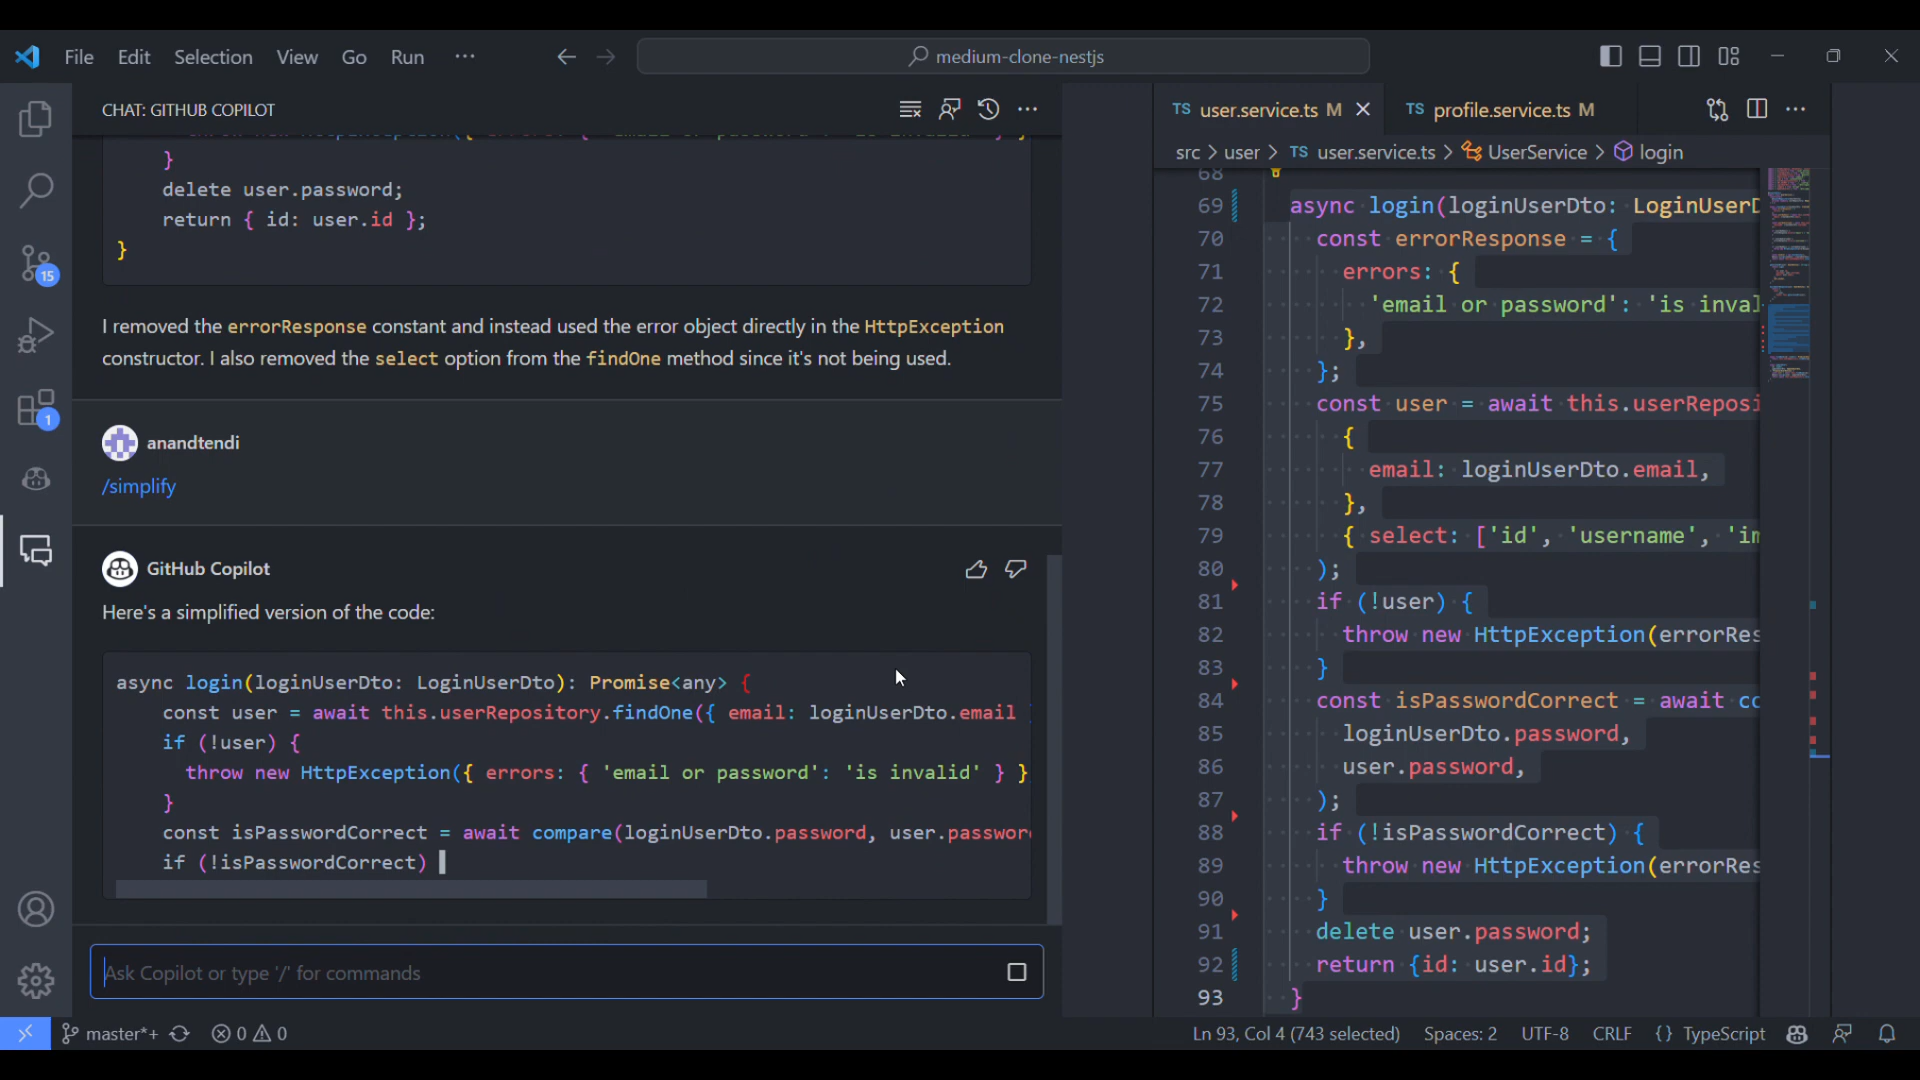 File Edit Selection View Go Run ···
medium-clone-nestjs
CHAT: GITHUB COPILOT
}
delete user.password;
return { id: user.id };
}
I removed the errorResponse constant and instead used the error object directly in the HttpException
constructor. I also removed the select option from the findOne method since it's not being used.
anandtendi
/simplify
GitHub Copilot
Here's a simplified version of the code:
async login(loginUserDto: LoginUserDto): Promise<any> {
const user = await this.userRepository.findOne({ email: loginUserDto.email
if (!user) {
throw new HttpException({ errors: { 'email or password': 'is invalid' } }
}
const isPasswordCorrect = await compare(loginUserDto.password, user.passwor
if (!isPasswordCorrect)
Ask Copilot or type '/' for commands
15
1
TS user.service.ts M
TS profile.service.ts M
src > user > TS user.service.ts > UserService > login
68
69 async login(loginUserDto: LoginUserD
70 const errorResponse = {
71 errors: {
72 'email or password': 'is inval
73 },
74 };
75 const user = await this.userReposi
76 {
77 email: loginUserDto.email,
78 },
79 { select: ['id', 'username', 'im
80 );
81 if (!user) {
82 throw new HttpException(errorRes
83 }
84 const isPasswordCorrect = await co
85 loginUserDto.password,
86 user.password,
87 );
88 if (!isPasswordCorrect) {
89 throw new HttpException(errorRes
90 }
91 delete user.password;
92 return {id: user.id};
93 }
master*+ 0 0
Ln 93, Col 4 (743 selected) Spaces: 2 UTF-8 CRLF {} TypeScript